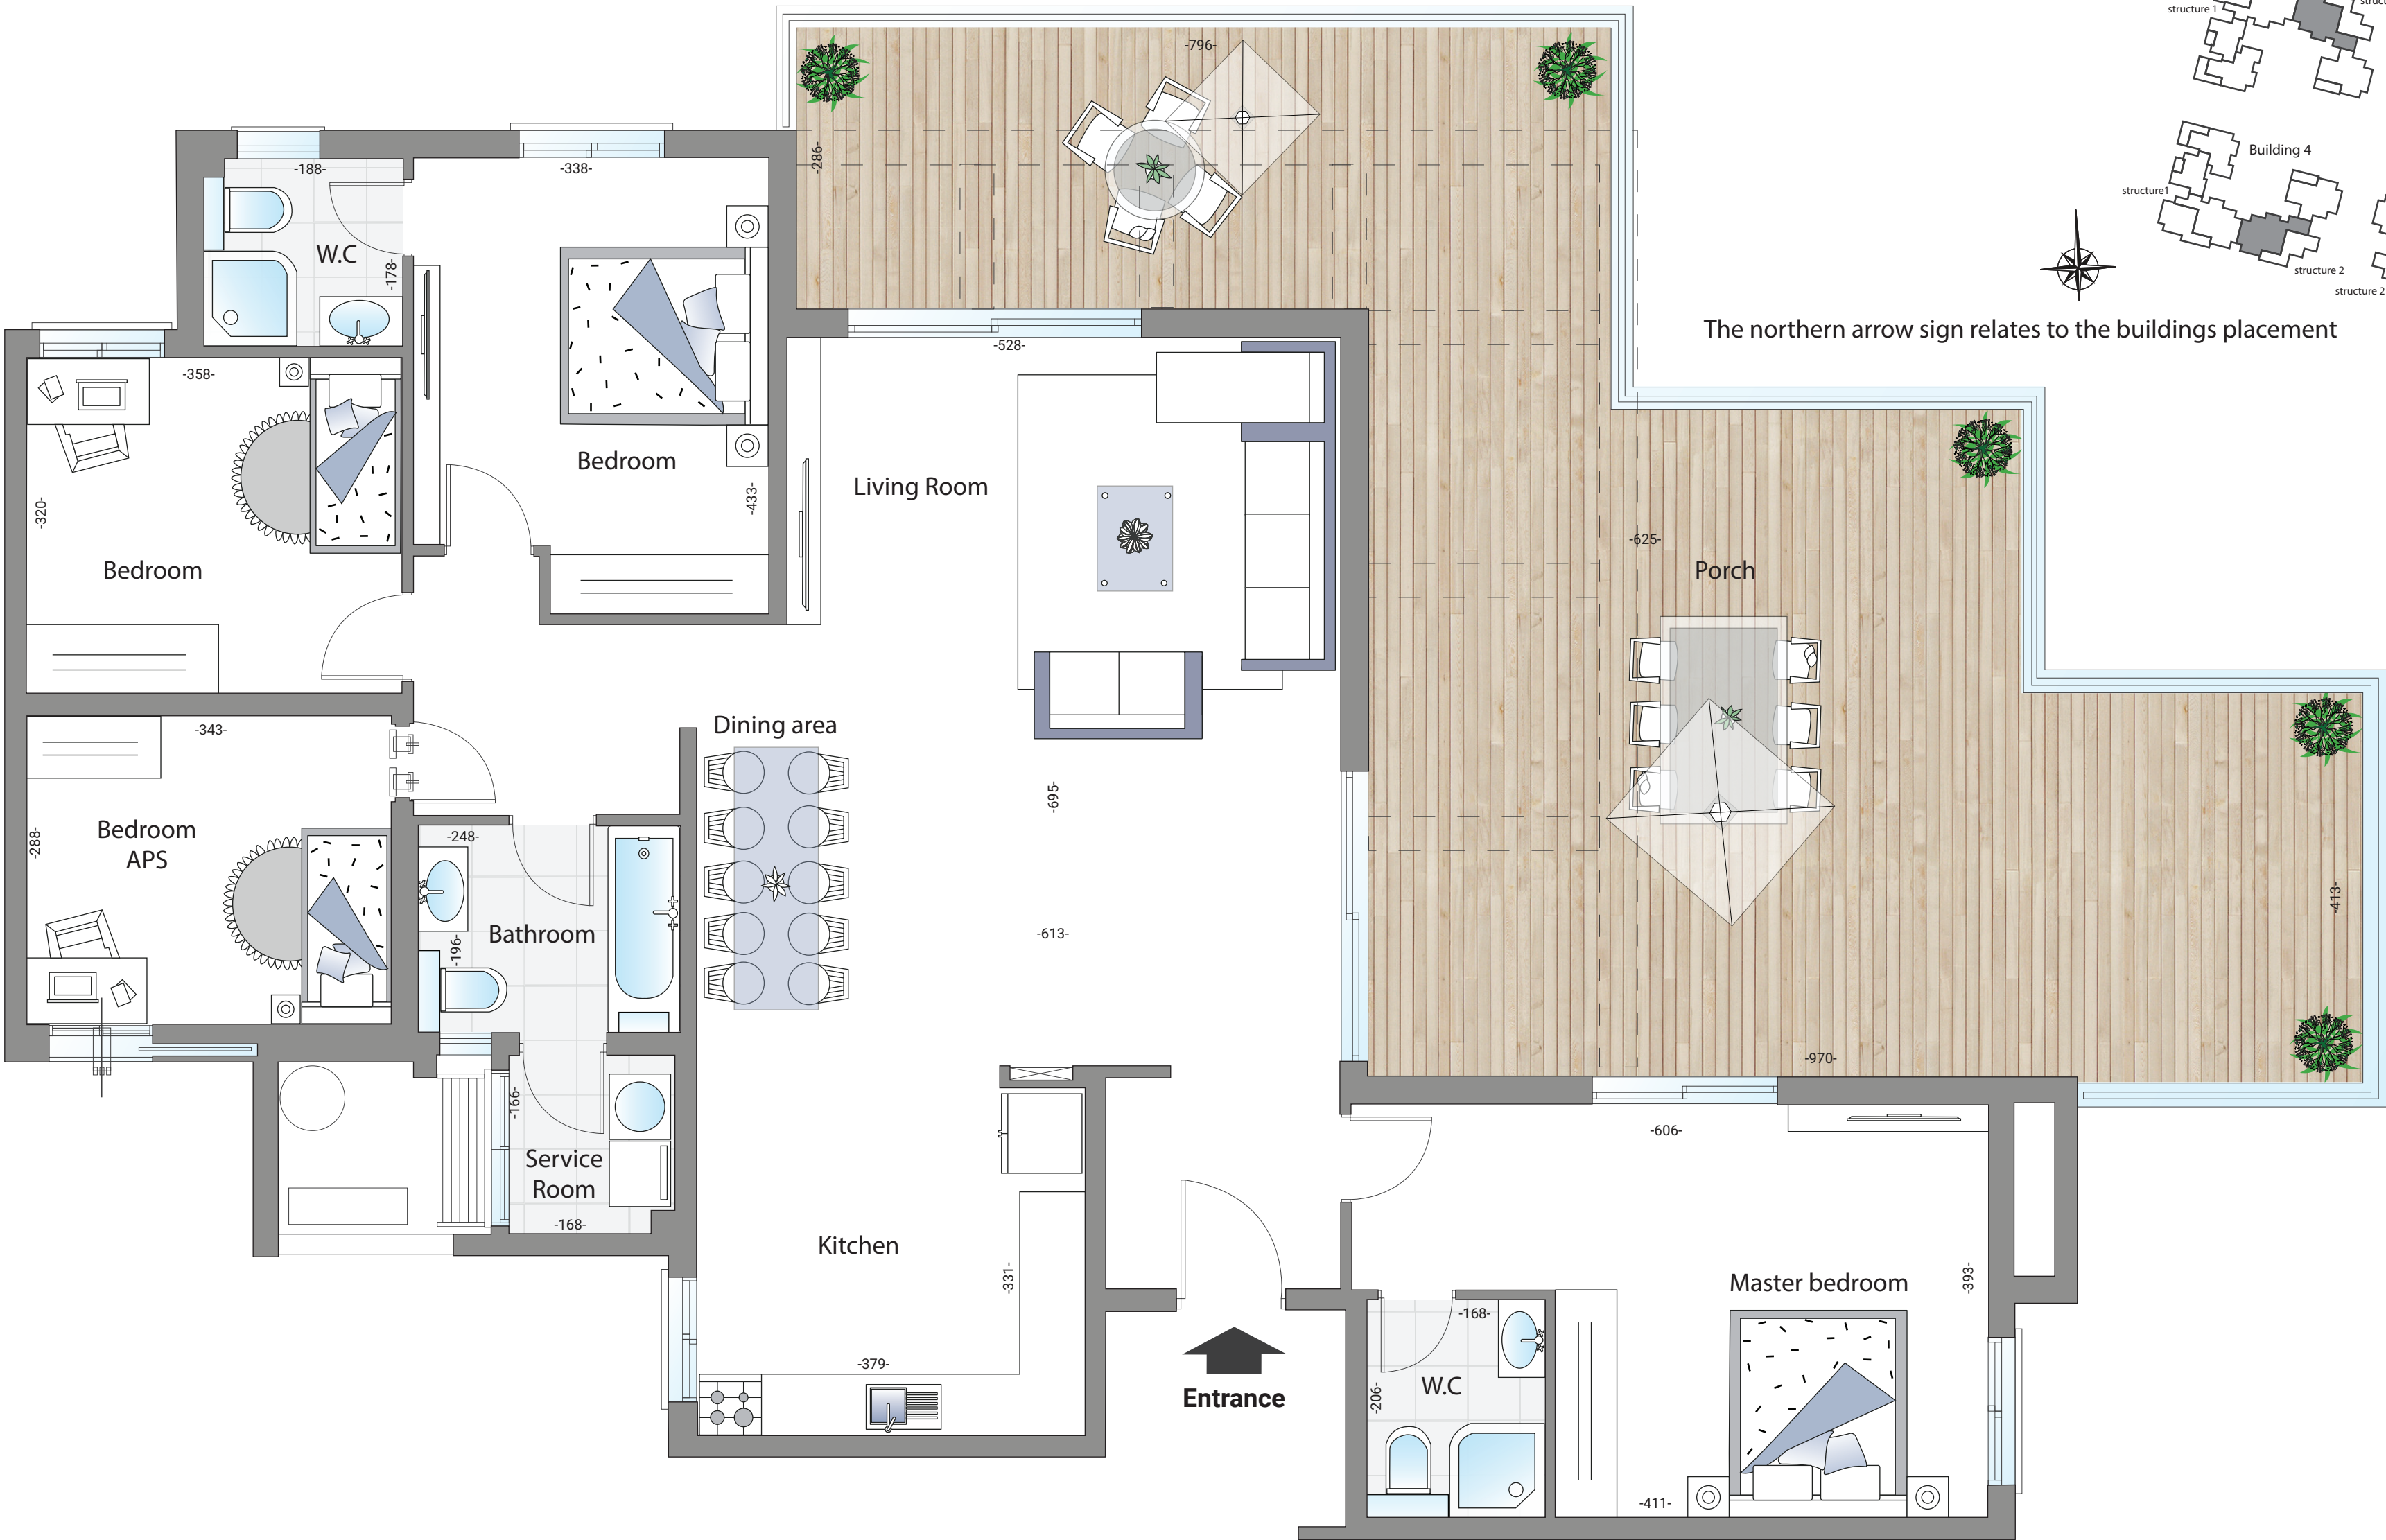 structure 1
Building 4
structure1
structure 2
structure 2
The northern arrow sign relates to the buildings placement
-796-
-286-
-188-
-338-
W.C
-178-
-358-
-528-
Bedroom
-433-
Living Room
-320-
Bedroom
-625-
Porch
-343-
Dining area
-695-
Bedroom
APS
-288-
-248-
-413-
Bathroom
-196-
-613-
-970-
-166-
-606-
Service
Room
-168-
Kitchen
-331-
-393-
Master bedroom
-168-
-379-
Entrance
W.C
-206-
-411-